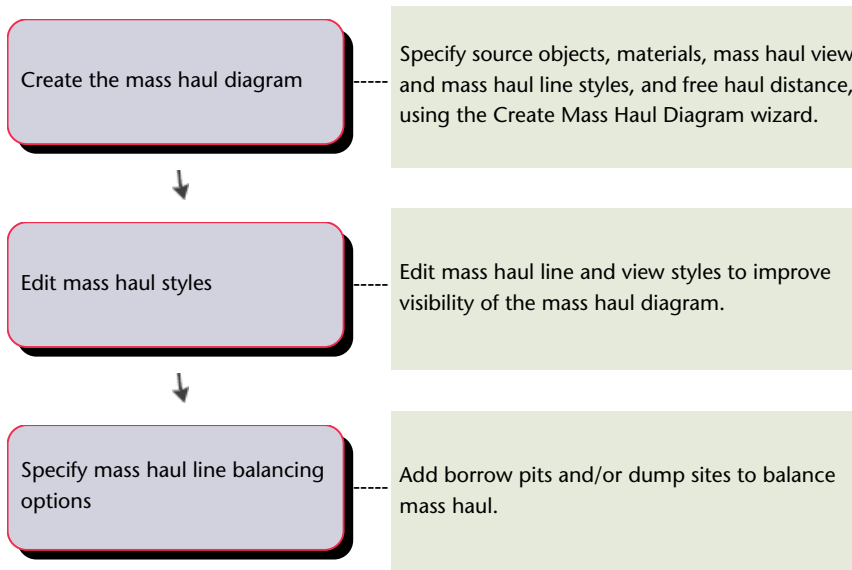 Create the mass haul diagram
Specify source objects, materials, mass haul view
and mass haul line styles, and free haul distance,
using the Create Mass Haul Diagram wizard.
Edit mass haul styles
Edit mass haul line and view styles to improve
visibility of the mass haul diagram.
Specify mass haul line balancing
options
Add borrow pits and/or dump sites to balance
mass haul.